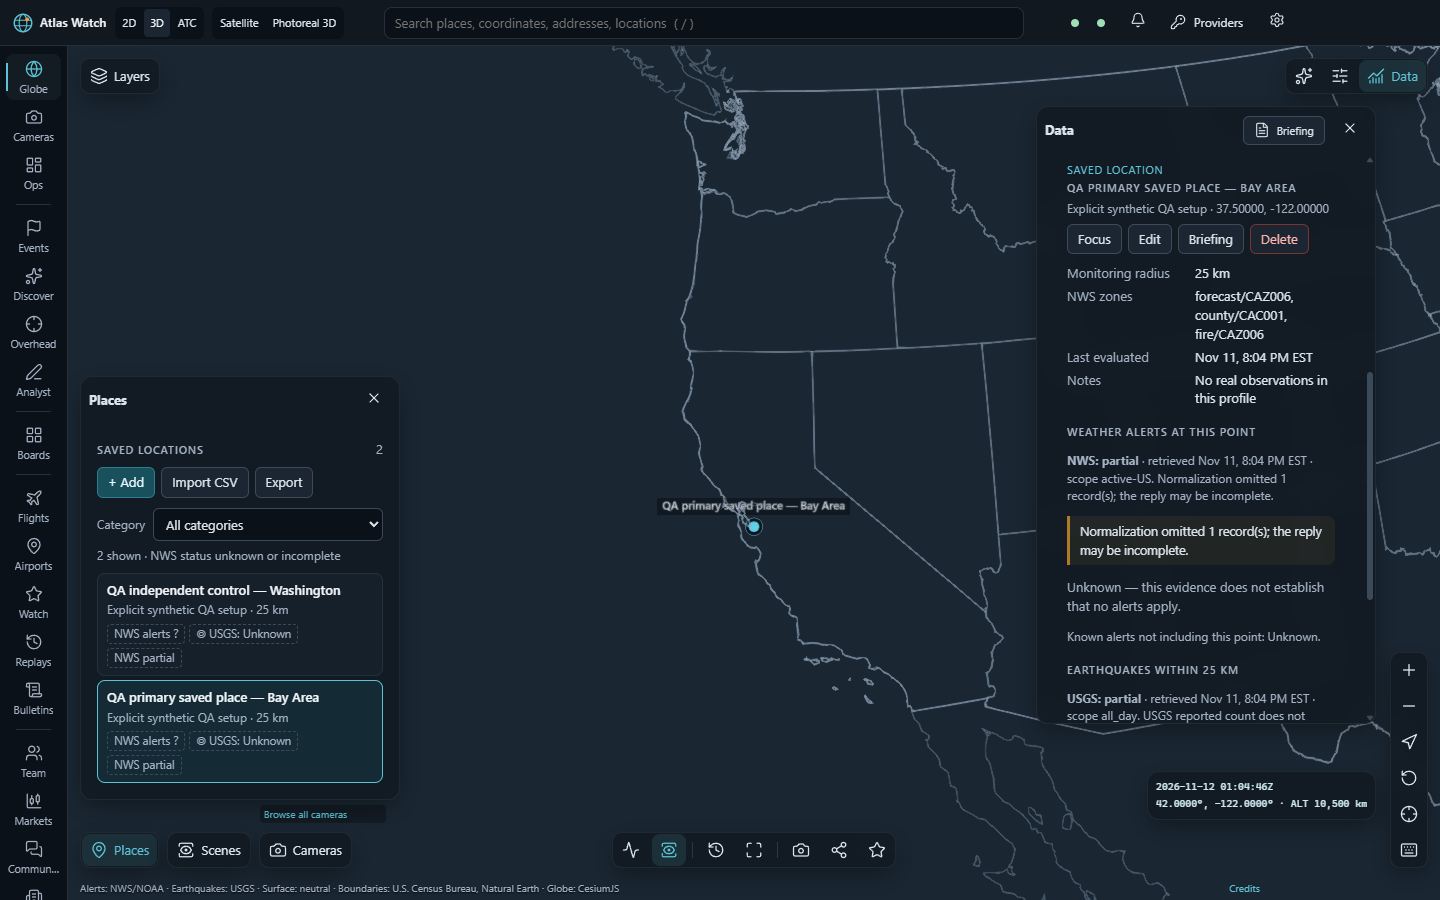 Atlas Watch
2D 3D ATC
Satellite Photoreal 3D
Search places, coordinates, addresses, locations ( / )
Providers
Globe
Cameras
Ops
Events
Discover
Overhead
Analyst
Boards
Flights
Airports
Watch
Replays
Bulletins
Team
Markets
Commun...
Layers
Data
Data
Briefing
SAVED LOCATION
QA PRIMARY SAVED PLACE — BAY AREA
Explicit synthetic QA setup · 37.50000, -122.00000
Focus Edit Briefing Delete
Monitoring radius 25 km
NWS zones forecast/CAZ006,
county/CAC001,
fire/CAZ006
Last evaluated Nov 11, 8:04 PM EST
Notes No real observations in
this profile
WEATHER ALERTS AT THIS POINT
NWS: partial · retrieved Nov 11, 8:04 PM EST ·
scope active-US. Normalization omitted 1
record(s); the reply may be incomplete.
Normalization omitted 1 record(s); the reply
may be incomplete.
Unknown — this evidence does not establish
that no alerts apply.
Known alerts not including this point: Unknown.
EARTHQUAKES WITHIN 25 KM
USGS: partial · retrieved Nov 11, 8:04 PM EST ·
scope all_day. USGS reported count does not
QA primary saved place — Bay Area
Places
SAVED LOCATIONS 2
+ Add Import CSV Export
Category All categories
2 shown · NWS status unknown or incomplete
QA independent control — Washington
Explicit synthetic QA setup · 25 km
NWS alerts ? ◎ USGS: Unknown
NWS partial
QA primary saved place — Bay Area
Explicit synthetic QA setup · 25 km
NWS alerts ? ◎ USGS: Unknown
NWS partial
Browse all cameras
Places Scenes Cameras
2026-11-12 01:04:46Z
42.0000°, -122.0000° · ALT 10,500 km
Alerts: NWS/NOAA · Earthquakes: USGS · Surface: neutral · Boundaries: U.S. Census Bureau, Natural Earth · Globe: CesiumJS
Credits